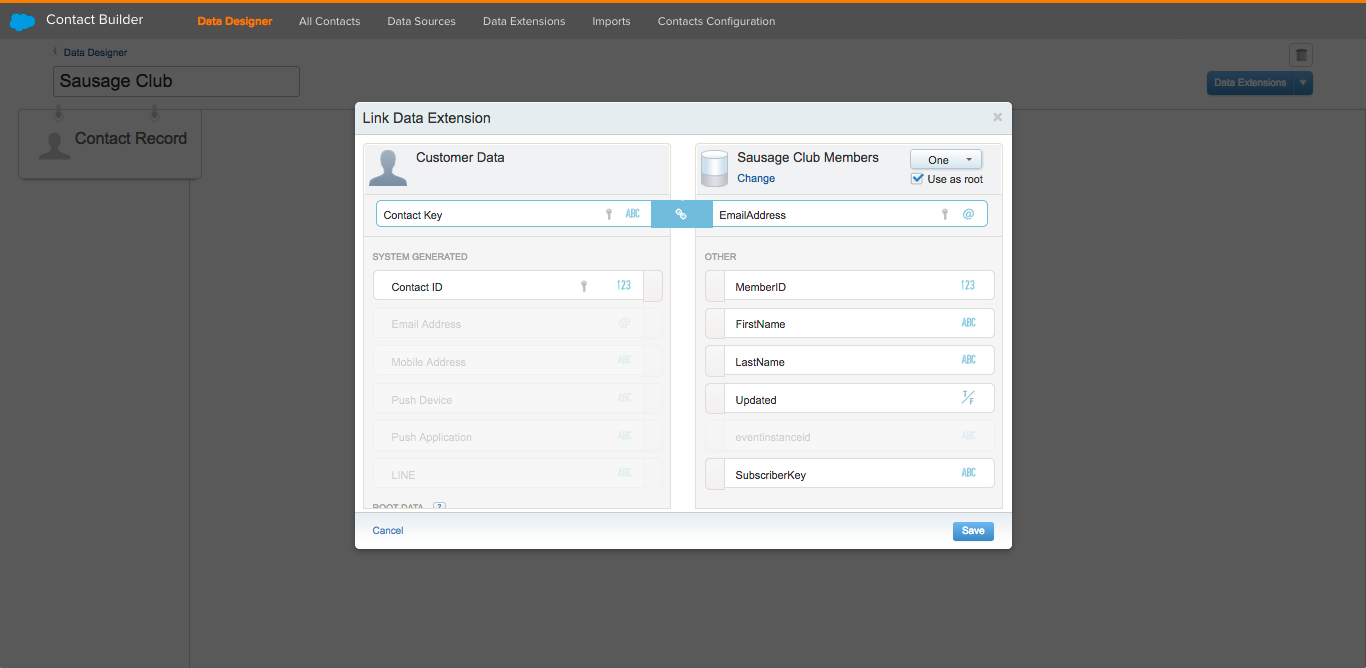 Contact Builder Data Designer All Contacts Data Sources Data Extensions Imports Contacts Configuration
Data Designer
Sausage Club
Data Extensions
Contact Record
Link Data Extension
Customer Data
Sausage Club Members One
Change Use as root
Contact Key ABC EmailAddress @
SYSTEM GENERATED OTHER
Contact ID 123 MemberID 123
Email Address @ FirstName ABC
Mobile Address ABC LastName ABC
Push Device ABC Updated T/F
Push Application ABC eventinstanceid ABC
LINE ABC SubscriberKey ABC
ROOT DATA ?
Cancel Save